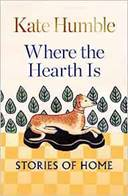 Kate Humble
Where the
Hearth Is
STORIES OF HOME